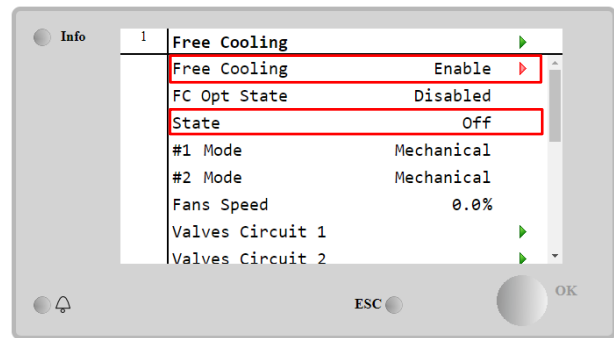 Info
1 Free Cooling
Free Cooling Enable
FC Opt State Disabled
State Off
#1 Mode Mechanical
#2 Mode Mechanical
Fans Speed 0.0%
Valves Circuit 1
Valves Circuit 2
ESC
OK